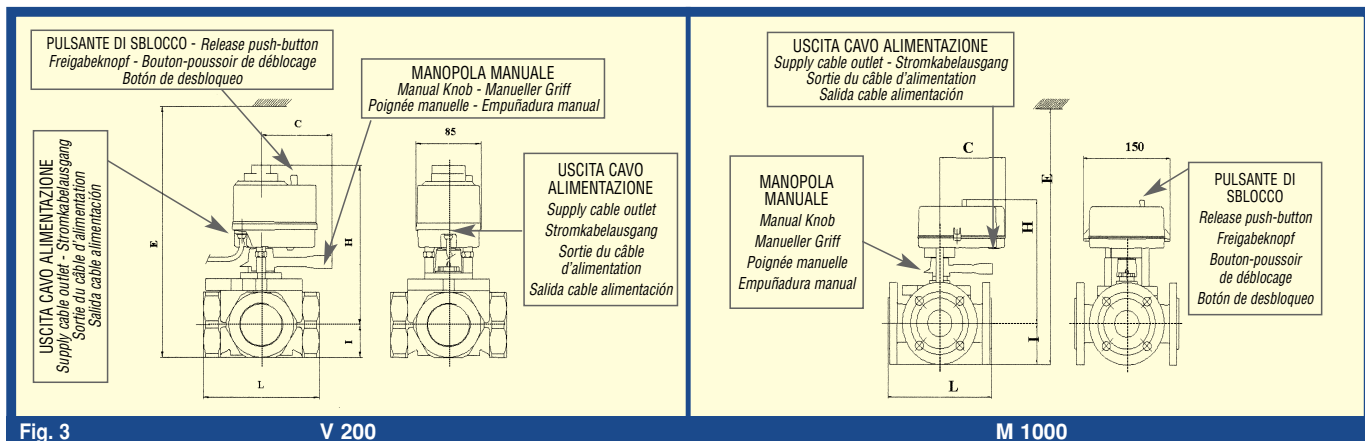 PULSANTE DI SBLOCCO - Release push-button
Freigabeknopf - Bouton-poussoir de déblocage
Botón de desbloqueo
MANOPOLA MANUALE
Manual Knob - Manueller Griff
Poignée manuelle - Empuñadura manual
USCITA CAVO ALIMENTAZIONE
Supply cable outlet - Stromkabelausgang
Sortie du câble d'alimentation
Salida cable alimentación
C
85
E
H
I
L
USCITA CAVO
ALIMENTAZIONE
Supply cable outlet
Stromkabelausgang
Sortie du câble
d'alimentation
Salida cable alimentación
USCITA CAVO ALIMENTAZIONE
Supply cable outlet - Stromkabelausgang
Sortie du câble d'alimentation
Salida cable alimentación
MANOPOLA
MANUALE
Manual Knob
Manueller Griff
Poignée manuelle
Empuñadura manual
C
E
150
H
I
L
PULSANTE DI
SBLOCCO
Release push-button
Freigabeknopf
Bouton-poussoir
de déblocage
Botón de desbloqueo
Fig. 3
V 200
M 1000